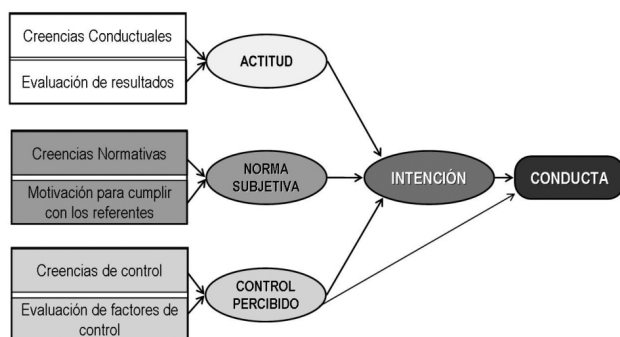 Creencias Conductuales
Evaluación de resultados
ACTITUD
Creencias Normativas
Motivación para cumplir
con los referentes
NORMA
SUBJETIVA
INTENCIÓN
CONDUCTA
Creencias de control
Evaluación de factores de
control
CONTROL
PERCIBIDO